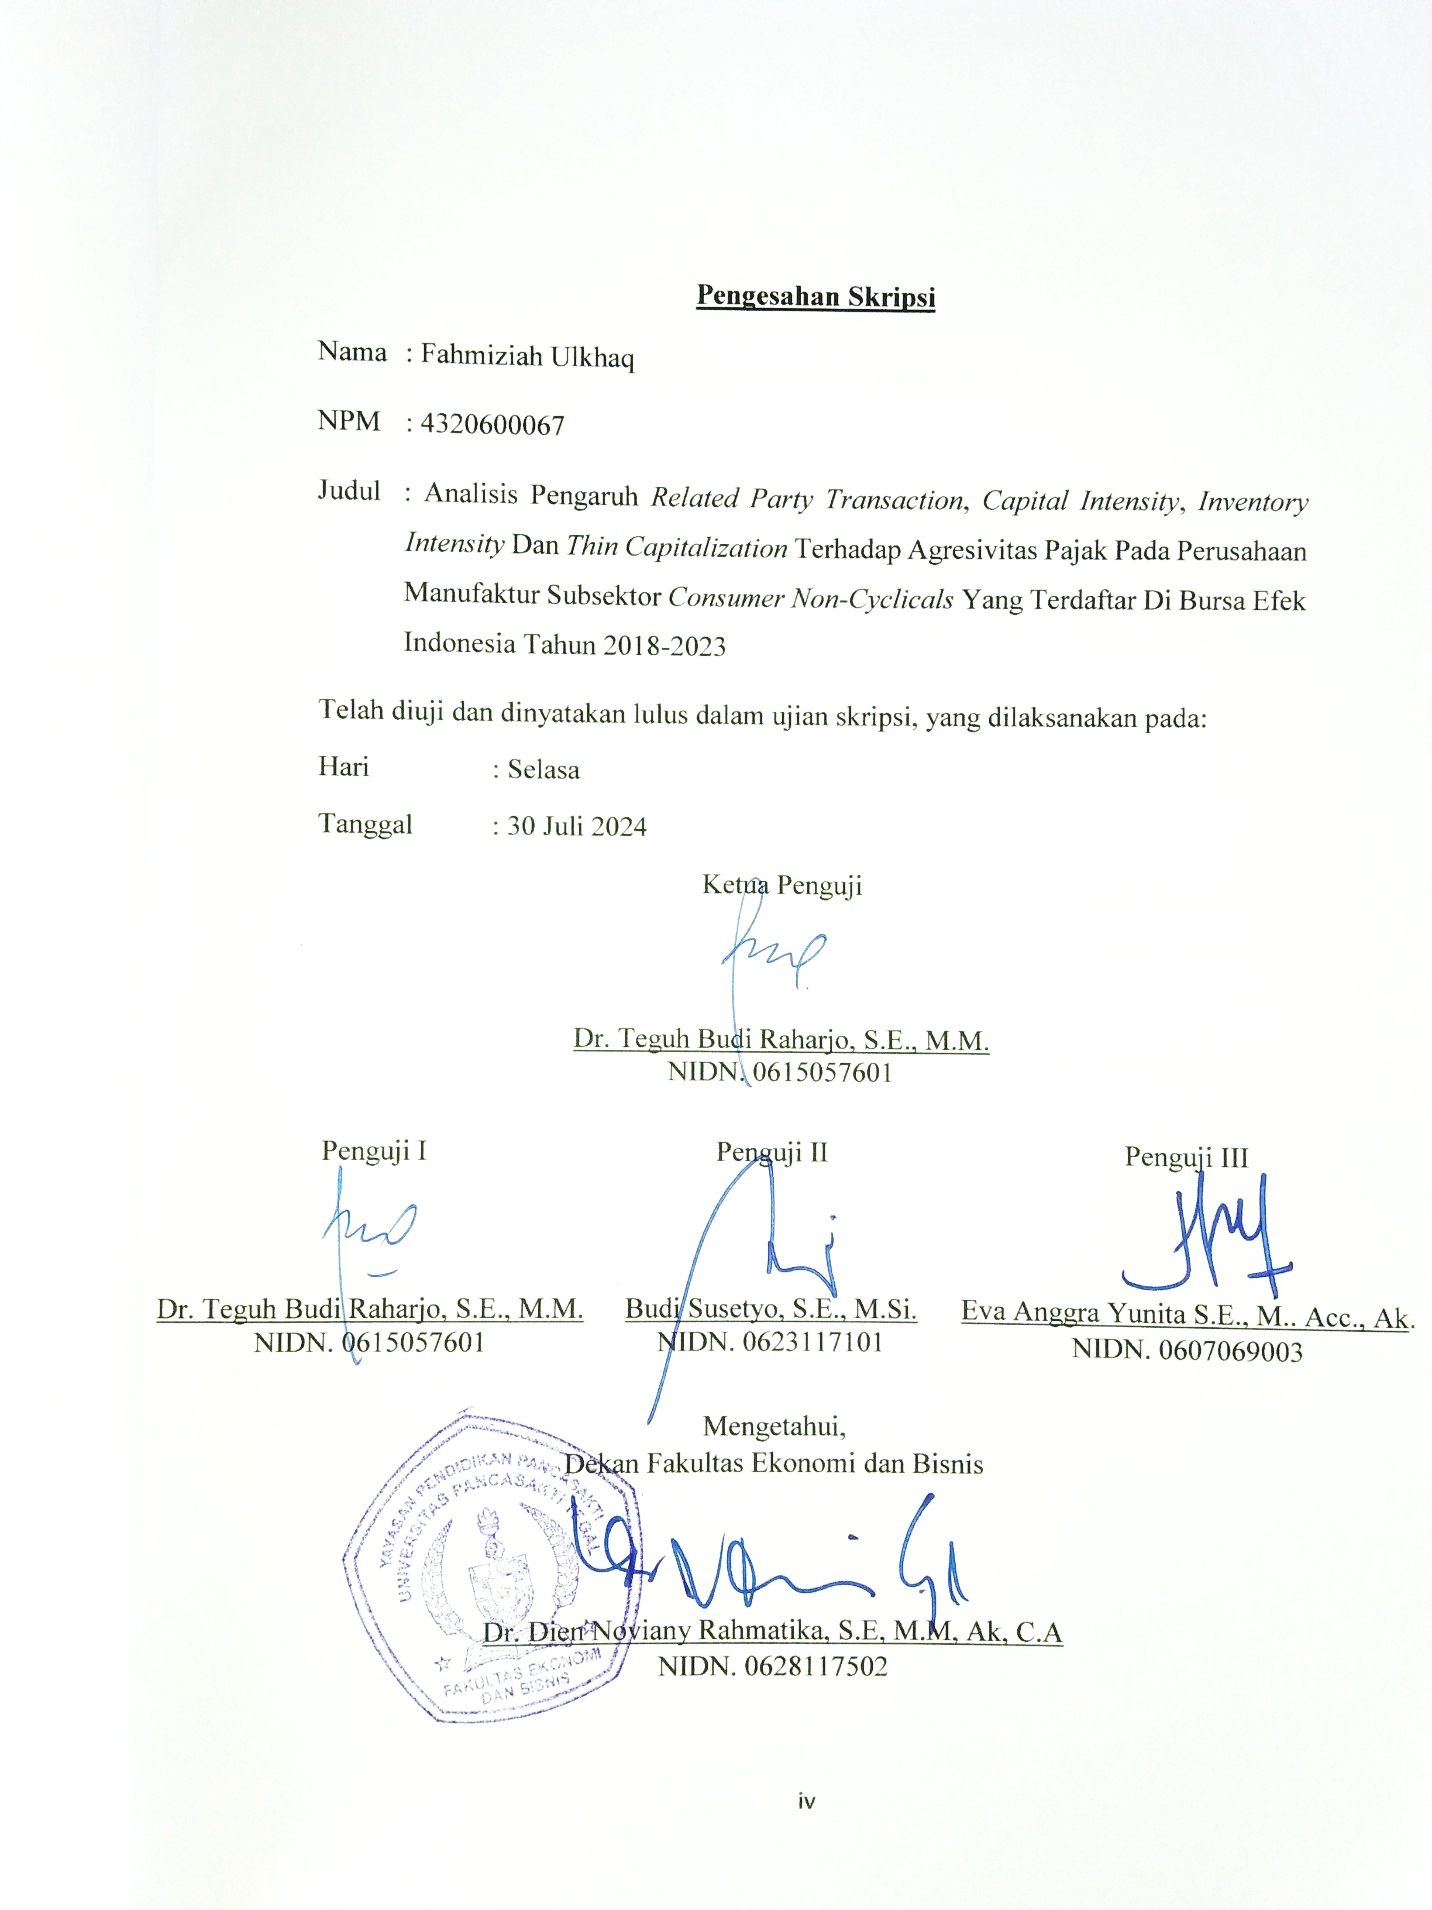 Pengesahan Skripsi
Nama : Fahmiziah Ulkhaq
NPM : 4320600067
Judul : Analisis Pengaruh Related Party Transaction, Capital Intensity, Inventory
Intensity Dan Thin Capitalization Terhadap Agresivitas Pajak Pada Perusahaan
Manufaktur Subsektor Consumer Non-Cyclicals Yang Terdaftar Di Bursa Efek
Indonesia Tahun 2018-2023
Telah diuji dan dinyatakan lulus dalam ujian skripsi, yang dilaksanakan pada:
Hari : Selasa
Tanggal : 30 Juli 2024
Ketua Penguji
Dr. Teguh Budi Raharjo, S.E., M.M.
NIDN. 0615057601
Penguji I Penguji II Penguji III
Dr. Teguh Budi Raharjo, S.E., M.M. Budi Susetyo, S.E., M.Si. Eva Anggra Yunita S.E., M.. Acc., Ak.
NIDN. 0615057601 NIDN. 0623117101 NIDN. 0607069003
Mengetahui,
Dekan Fakultas Ekonomi dan Bisnis
YAYASAN PENDIDIKAN PANCASAKTI
UNIVERSITAS PANCASAKTI TEGAL
Dr. Dien Noviany Rahmatika, S.E, M.M, Ak, C.A
NIDN. 0628117502
FAKULTAS EKONOMI
DAN BISNIS
iv